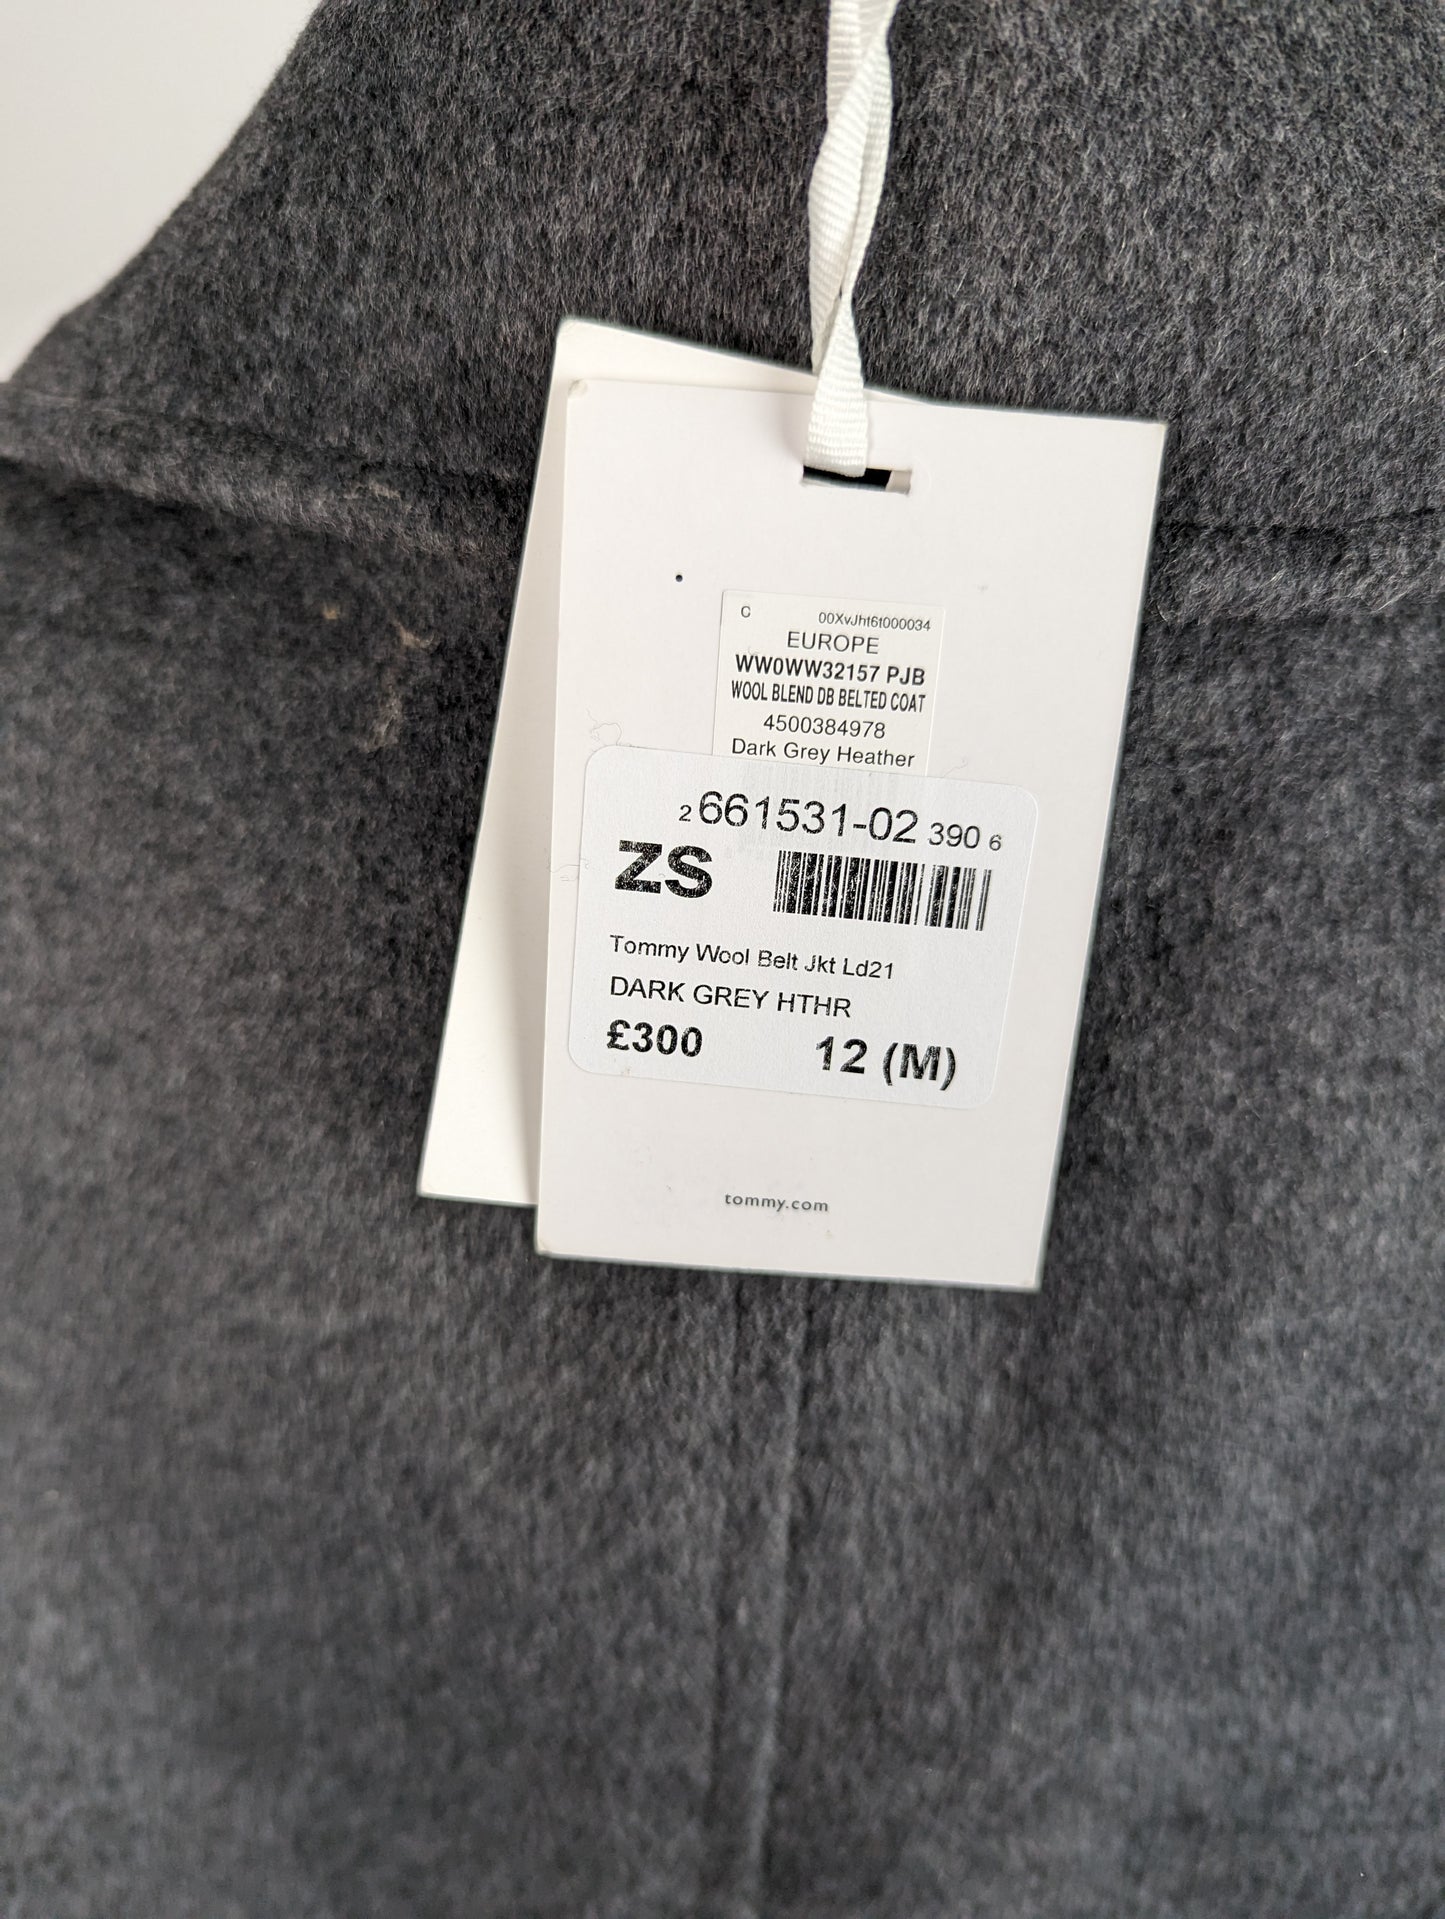 C 00XvJht6t000034
EUROPE
WW0WW32157 PJB
WOOL BLEND DB BELTED COAT
4500384978
Dark Grey Heather
2 661531-02 390 6
ZS
Tommy Wool Belt Jkt Ld21
DARK GREY HTHR
£300 12 (M)
tommy.com